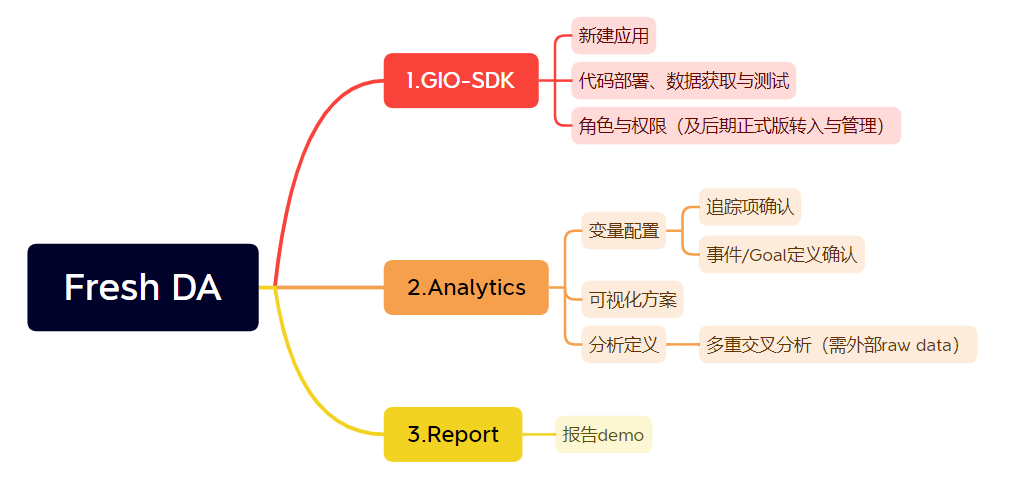 Fresh DA
1.GIO-SDK
新建应用
代码部署、数据获取与测试
角色与权限（及后期正式版转入与管理）
2.Analytics
变量配置
追踪项确认
事件/Goal定义确认
可视化方案
分析定义
多重交叉分析（需外部raw data）
3.Report
报告demo